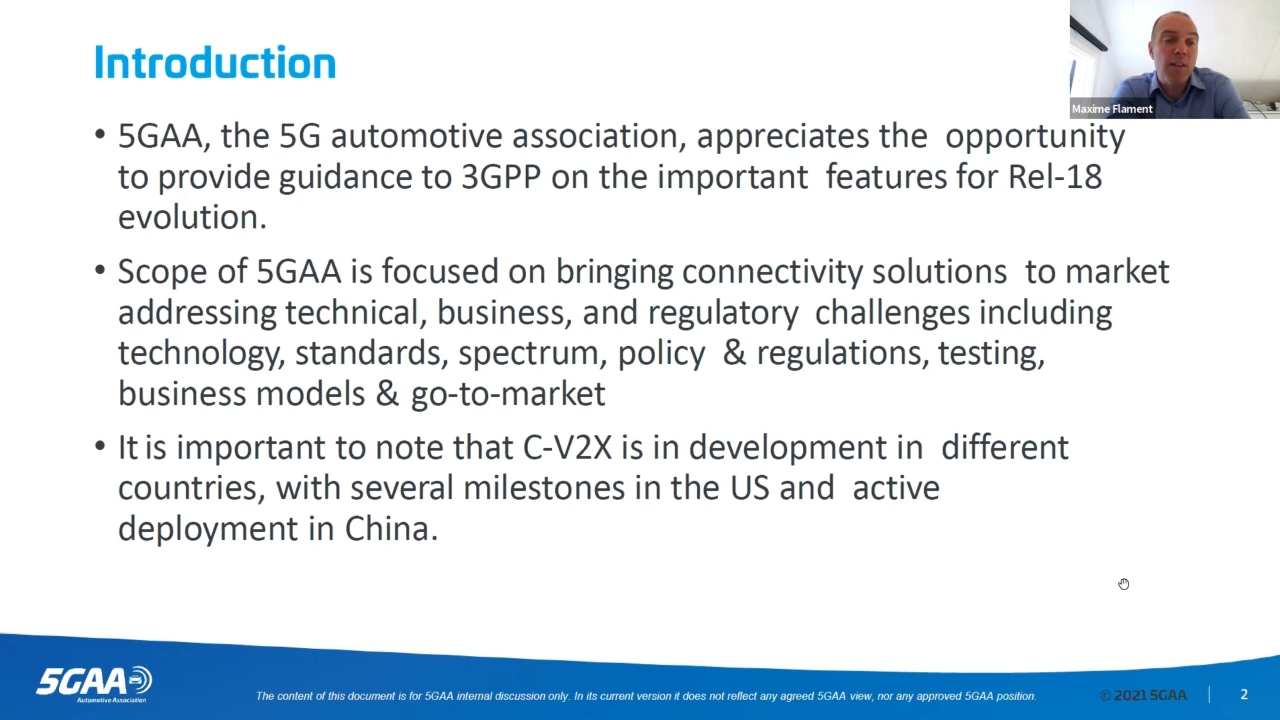 Introduction
Maxime Flament
• 5GAA, the 5G automotive association, appreciates the opportunity
to provide guidance to 3GPP on the important features for Rel-18
evolution.
• Scope of 5GAA is focused on bringing connectivity solutions to market
addressing technical, business, and regulatory challenges including
technology, standards, spectrum, policy & regulations, testing,
business models & go-to-market
• It is important to note that C-V2X is in development in different
countries, with several milestones in the US and active
deployment in China.
5GAA
Automotive Association
The content of this document is for 5GAA internal discussion only. In its current version it does not reflect any agreed 5GAA view, nor any approved 5GAA position.
© 2021 5GAA
2